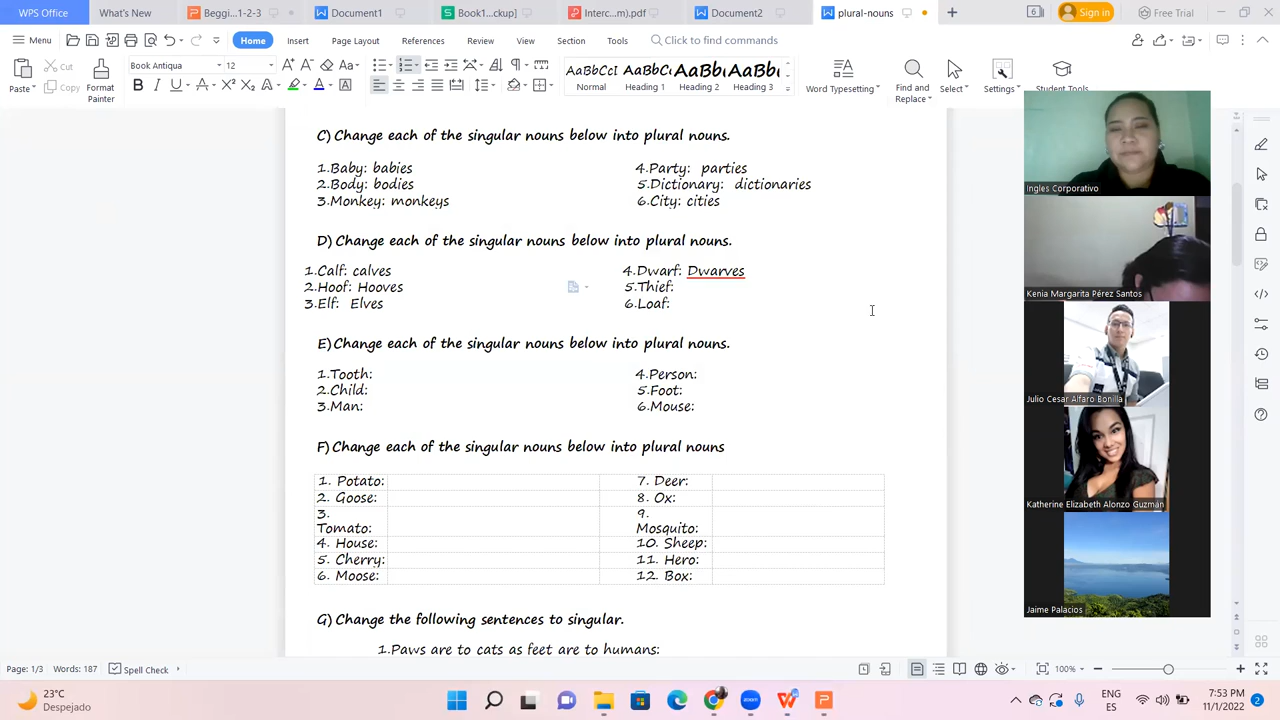 WPS Office What's New Beggi...1-2-3 Document1 Book1...ckup] Interc...m).pdf Document2 plural-nouns Sign in Free Trial
Menu Home Insert Page Layout References Review View Section Tools Click to find commands
Paste Cut Copy Format Painter Book Antiqua 12 Normal Heading 1 Heading 2 Heading 3 Word Typesetting Find and Replace Select Settings Student Tools
C) Change each of the singular nouns below into plural nouns.
1.Baby: babies 4.Party: parties
2.Body: bodies 5.Dictionary: dictionaries
3.Monkey: monkeys 6.City: cities
D) Change each of the singular nouns below into plural nouns.
1.Calf: calves 4.Dwarf: Dwarves
2.Hoof: Hooves 5.Thief:
3.Elf: Elves 6.Loaf:
E) Change each of the singular nouns below into plural nouns.
1.Tooth: 4.Person:
2.Child: 5.Foot:
3.Man: 6.Mouse:
F) Change each of the singular nouns below into plural nouns
1. Potato: 7. Deer:
2. Goose: 8. Ox:
3. 9.
Tomato: Mosquito:
4. House: 10. Sheep:
5. Cherry: 11. Hero:
6. Moose: 12. Box:
G) Change the following sentences to singular.
1.Paws are to cats as feet are to humans:
Ingles Corporativo
Kenia Margarita Pérez Santos
Julio Cesar Alfaro Bonilla
Katherine Elizabeth Alonzo Guzmán
Jaime Palacios
Page: 1/3 Words: 187 Spell Check 100%
23°C
Despejado
ENG
ES
7:53 PM
11/1/2022
2